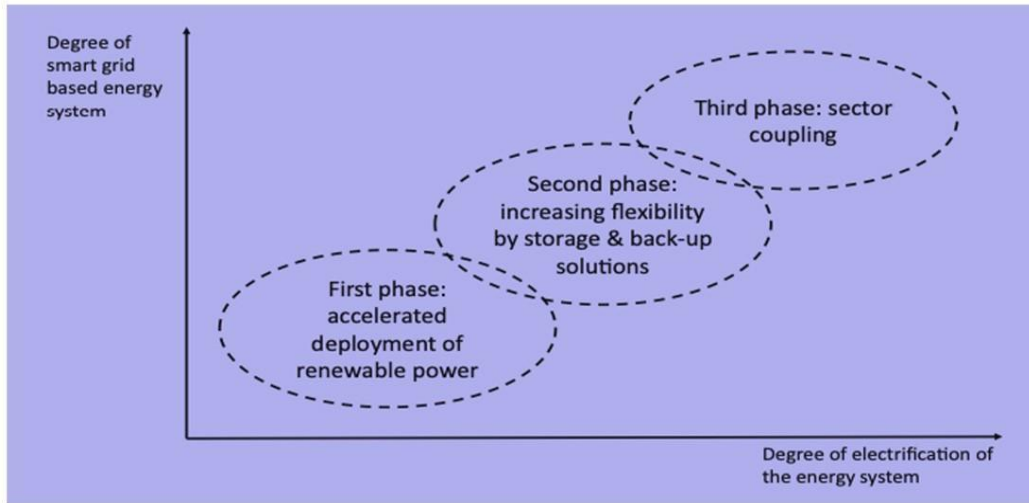 Degree of
smart grid
based energy
system
Third phase: sector
coupling
Second phase:
increasing flexibility
by storage & back-up
solutions
First phase:
accelerated
deployment of
renewable power
Degree of electrification of
the energy system